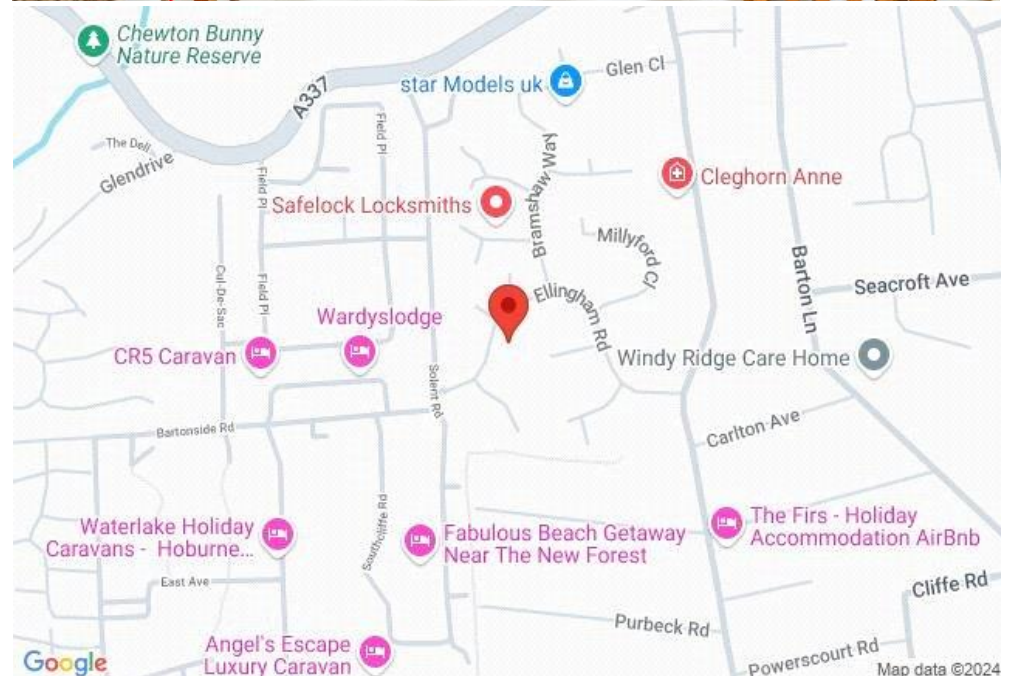 Chewton Bunny
Nature Reserve
A337
star Models uk
Glen Cl
The Dell
Glendrive
Field Pl
Field Pl
Bramshaw Way
Cleghorn Anne
Safelock Locksmiths
Millyford Cl
Barton Ln
Seacroft Ave
Cul-De-Sac
Field Pl
Ellingham Rd
Wardyslodge
CR5 Caravan
Windy Ridge Care Home
Solent Rd
Bartonside Rd
Carlton Ave
Waterlake Holiday
Caravans - Hoburne...
Southcliffe Rd
Fabulous Beach Getaway
Near The New Forest
The Firs - Holiday
Accommodation AirBnb
East Ave
Cliffe Rd
Purbeck Rd
Angel's Escape
Luxury Caravan
Powerscourt Rd
Google
Map data ©2024